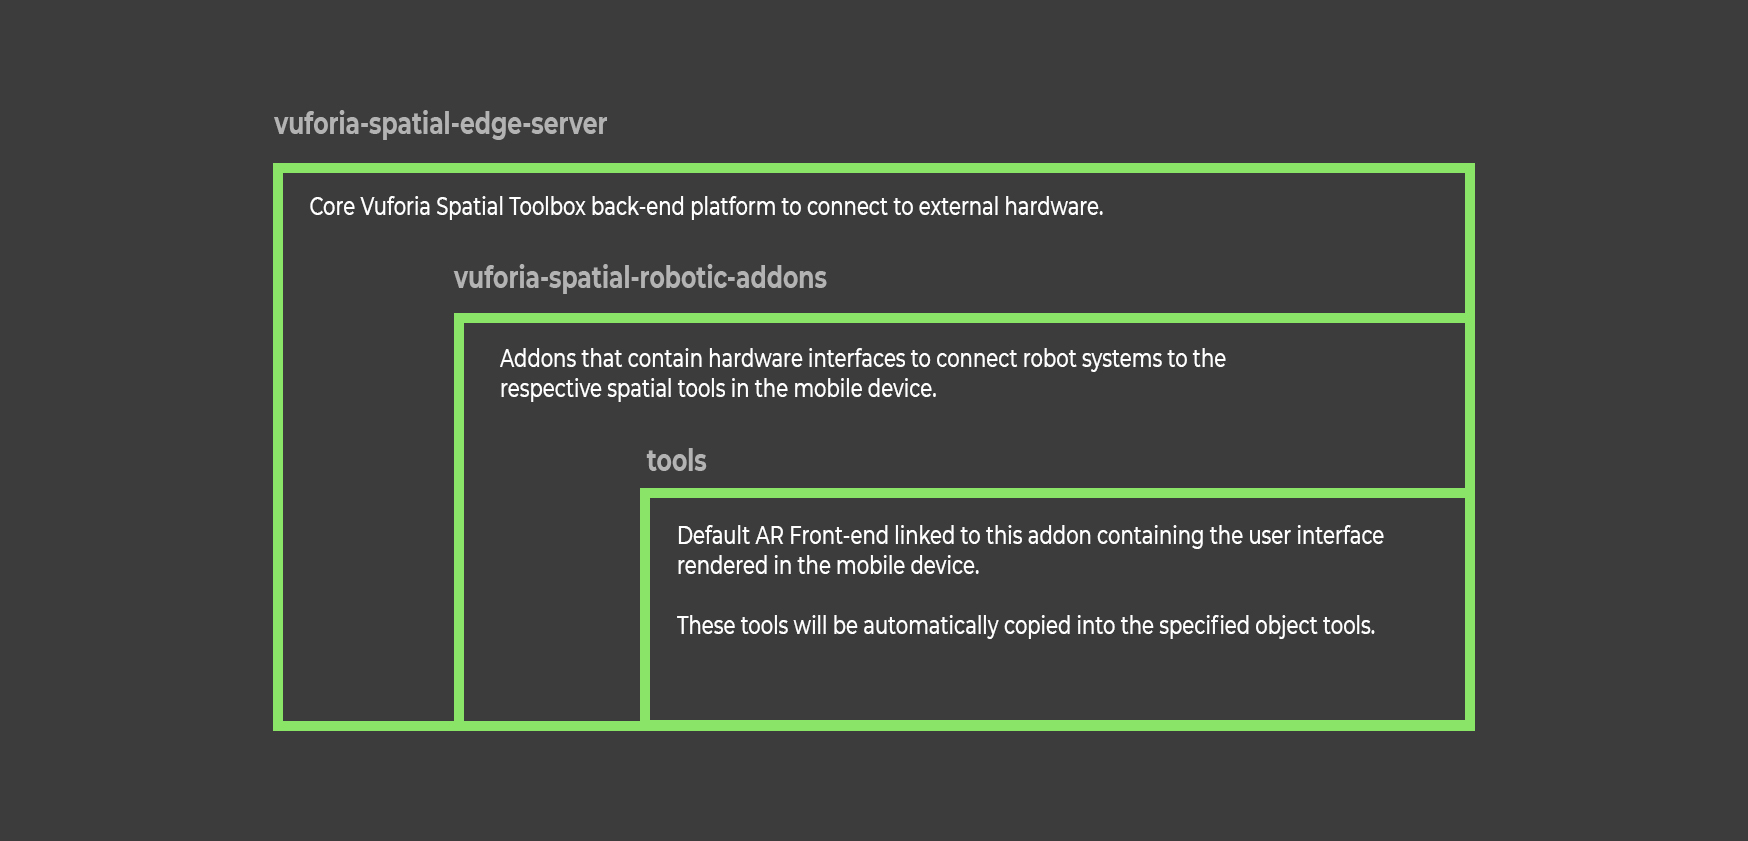 vuforia-spatial-edge-server
Core Vuforia Spatial Toolbox back-end platform to connect to external hardware.
vuforia-spatial-robotic-addons
Addons that contain hardware interfaces to connect robot systems to the
respective spatial tools in the mobile device.
tools
Default AR Front-end linked to this addon containing the user interface
rendered in the mobile device.
These tools will be automatically copied into the specified object tools.